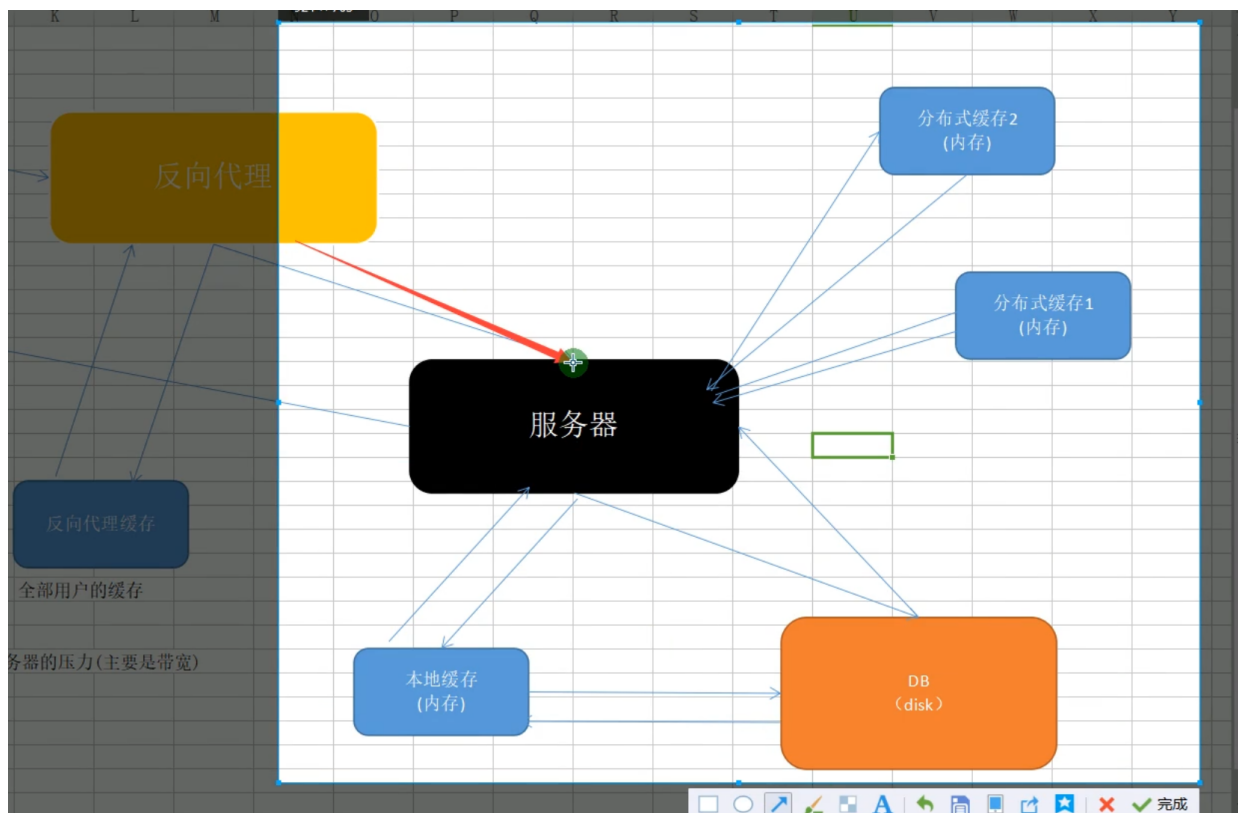 K L M O P Q R S T U V W X Y
分布式缓存2
(内存)
反向代理
分布式缓存1
(内存)
服务器
反向代理缓存
全部用户的缓存
务器的压力(主要是带宽)
本地缓存
(内存)
DB
（disk）
A
完成